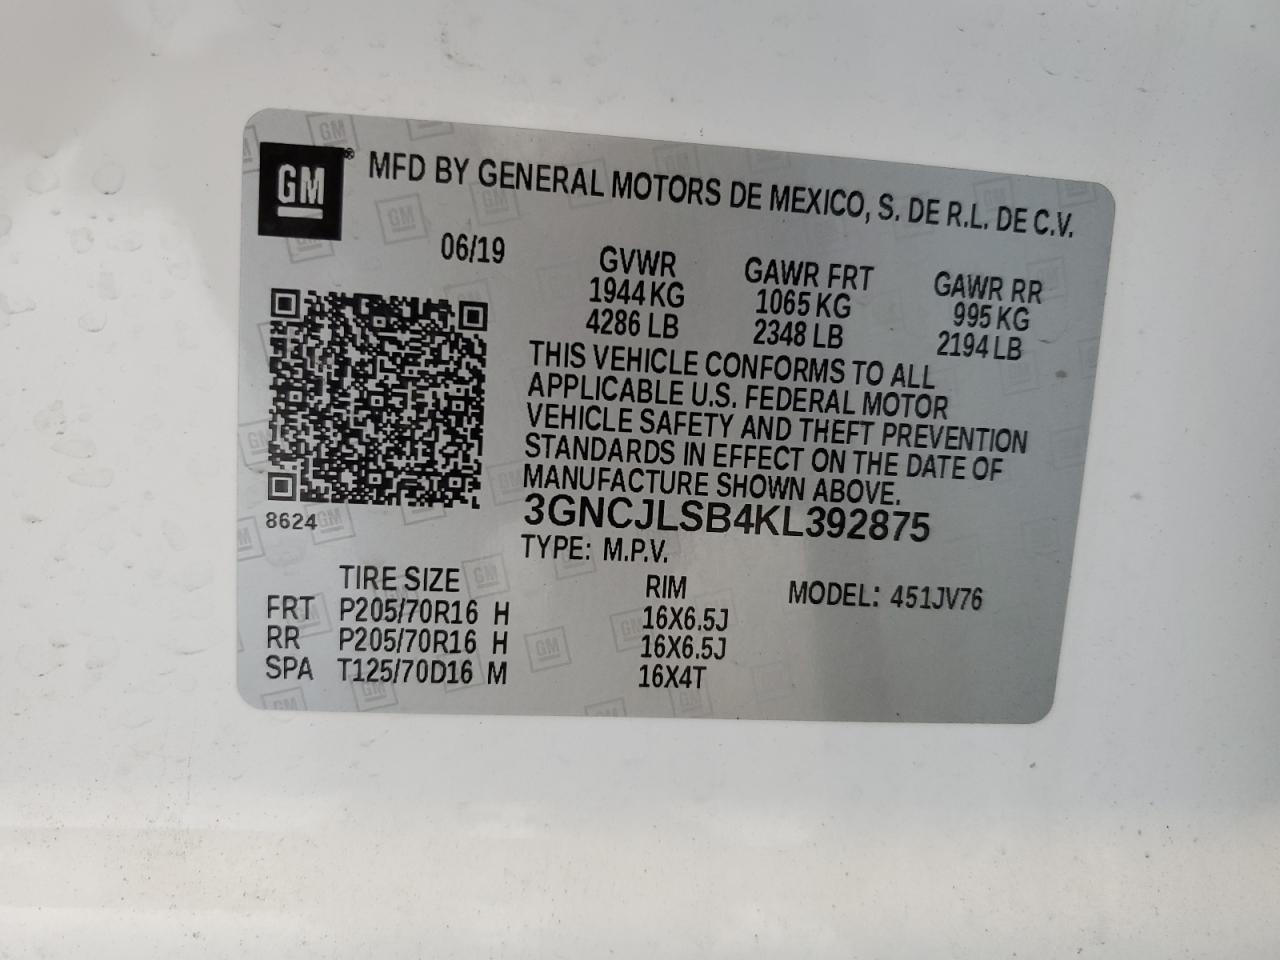 GM® MFD BY GENERAL MOTORS DE MEXICO, S. DE R.L. DE C.V.
06/19
GVWR GAWR FRT GAWR RR
1944 KG 1065 KG 995 KG
4286 LB 2348 LB 2194 LB
THIS VEHICLE CONFORMS TO ALL
APPLICABLE U.S. FEDERAL MOTOR
VEHICLE SAFETY AND THEFT PREVENTION
STANDARDS IN EFFECT ON THE DATE OF
MANUFACTURE SHOWN ABOVE.
8624
3GNCJLSB4KL392875
TYPE: M.P.V.
TIRE SIZE RIM MODEL: 451JV76
FRT P205/70R16 H 16X6.5J
RR P205/70R16 H 16X6.5J
SPA T125/70D16 M 16X4T